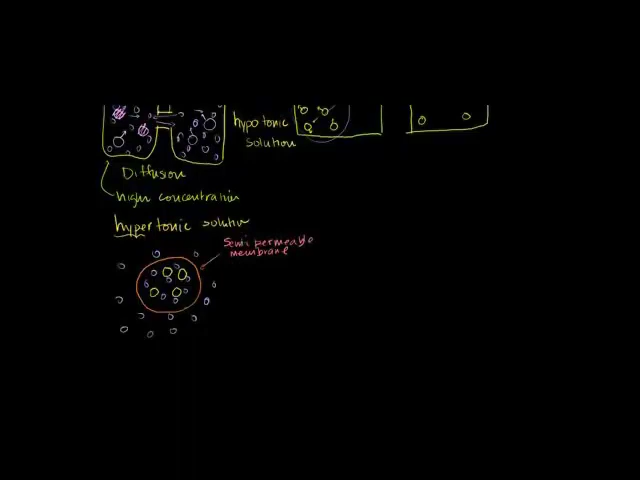 hypotonic
solution
Diffusion
high concentration
hypertonic solution
Semi permeable
membrane